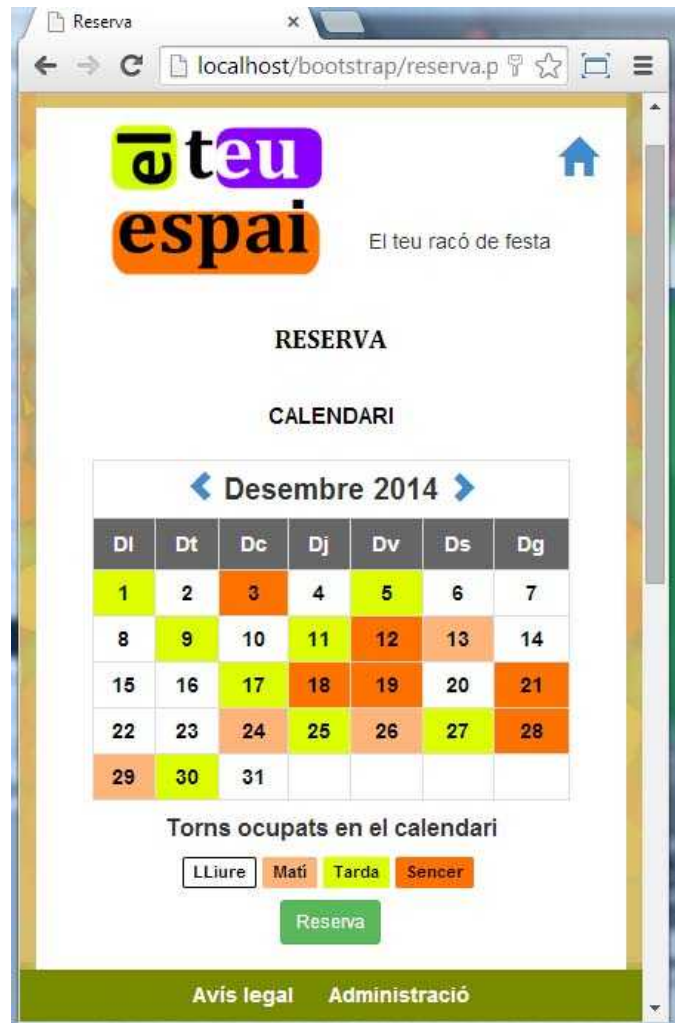 Reserva
localhost/bootstrap/reserva.p
el teu
espai
El teu racó de festa
RESERVA
CALENDARI
Desembre 2014
Dl Dt Dc Dj Dv Ds Dg
1 2 3 4 5 6 7
8 9 10 11 12 13 14
15 16 17 18 19 20 21
22 23 24 25 26 27 28
29 30 31
Torns ocupats en el calendari
LLiure Matí Tarda Sencer
Reserva
Avís legal Administració